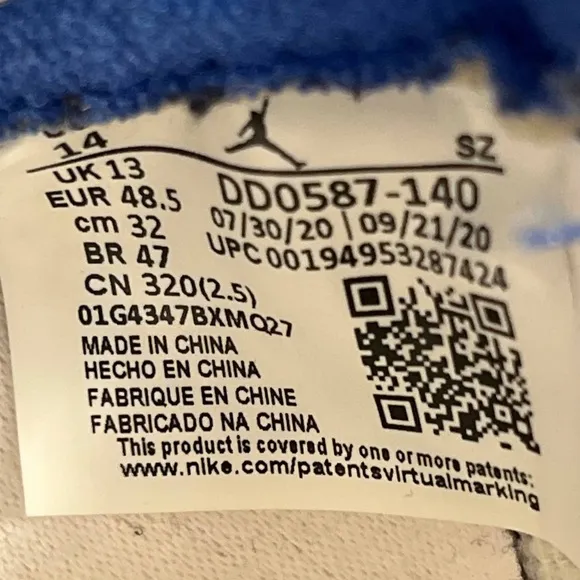 14
SZ
UK 13
EUR 48.5
cm 32
BR 47
CN 320(2.5)
DD0587-140
07/30/20 | 09/21/20
UPC 00194953287424
01G4347BXMO27
MADE IN CHINA
HECHO EN CHINA
FABRIQUE EN CHINE
FABRICADO NA CHINA
This product is covered by one or more patents:
www.nike.com/patentsvirtualmarking